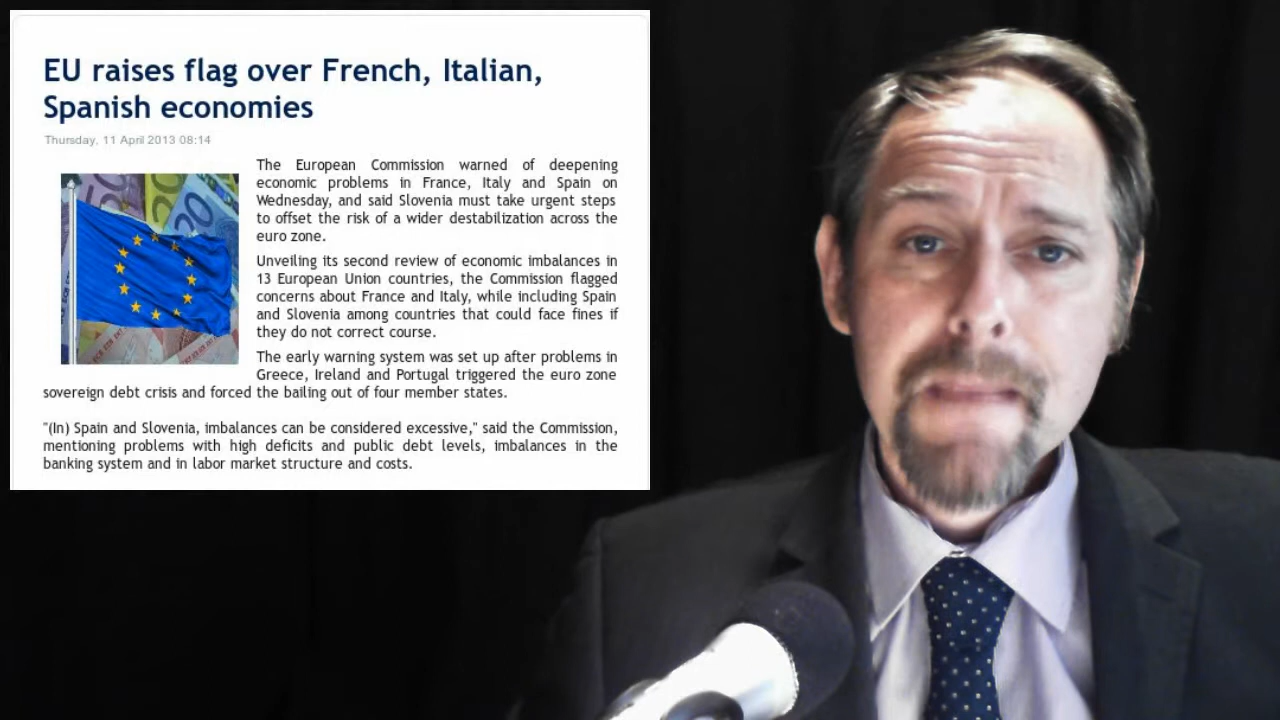 EU raises flag over French, Italian,
Spanish economies
Thursday, 11 April 2013 08:14
The European Commission warned of deepening
economic problems in France, Italy and Spain on
Wednesday, and said Slovenia must take urgent steps
to offset the risk of a wider destabilization across the
euro zone.
Unveiling its second review of economic imbalances in
13 European Union countries, the Commission flagged
concerns about France and Italy, while including Spain
and Slovenia among countries that could face fines if
they do not correct course.
The early warning system was set up after problems in
Greece, Ireland and Portugal triggered the euro zone
sovereign debt crisis and forced the bailing out of four member states.
"(In) Spain and Slovenia, imbalances can be considered excessive," said the Commission,
mentioning problems with high deficits and public debt levels, imbalances in the
banking system and in labor market structure and costs.